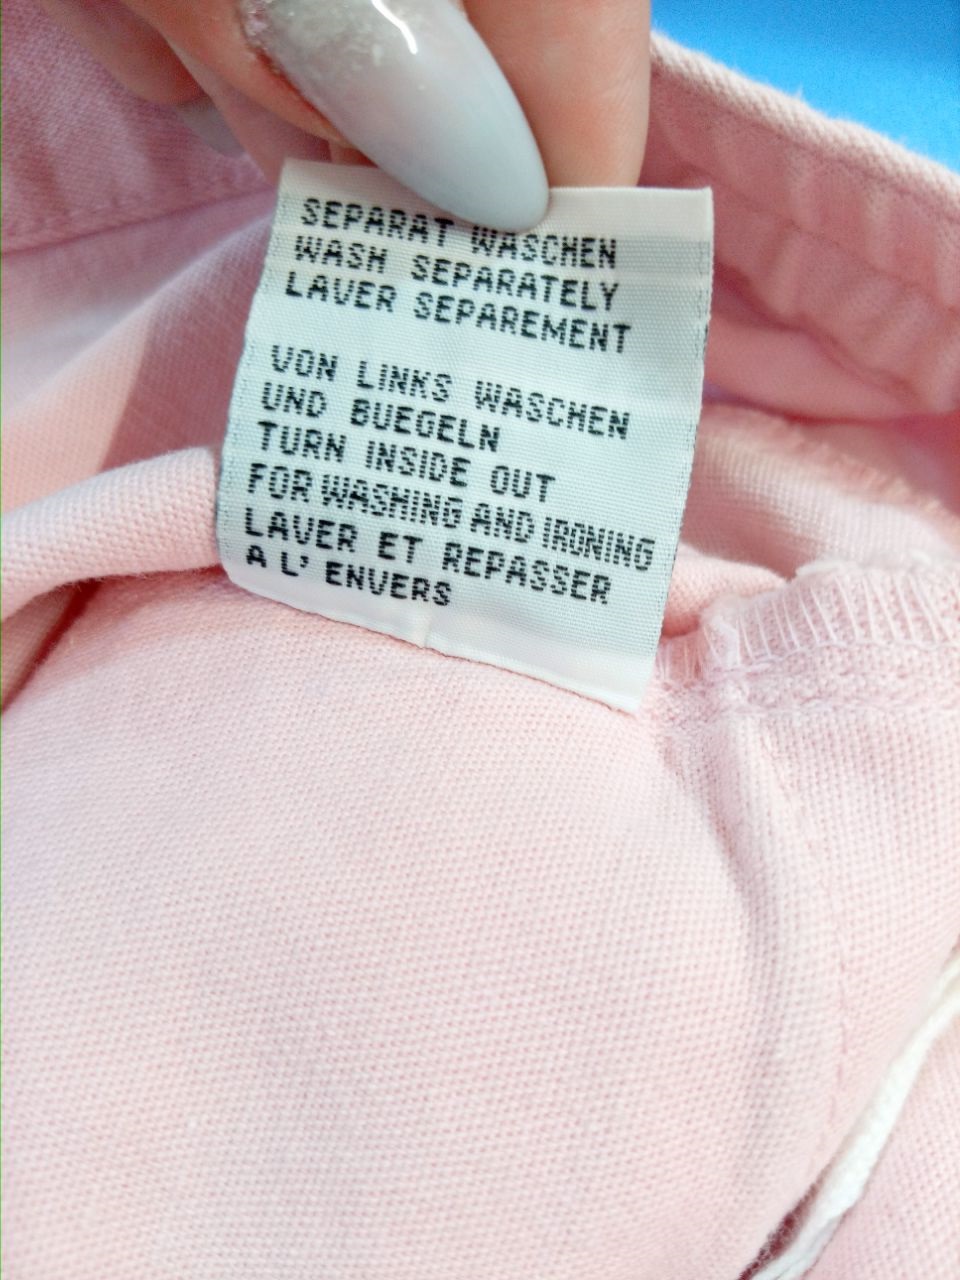 SEPARAT WASCHEN
WASH SEPARATELY
LAVER SEPAREMENT
VON LINKS WASCHEN
UND BUEGELN
TURN INSIDE OUT
FOR WASHING AND IRONING
LAVER ET REPASSER
A L' ENVERS